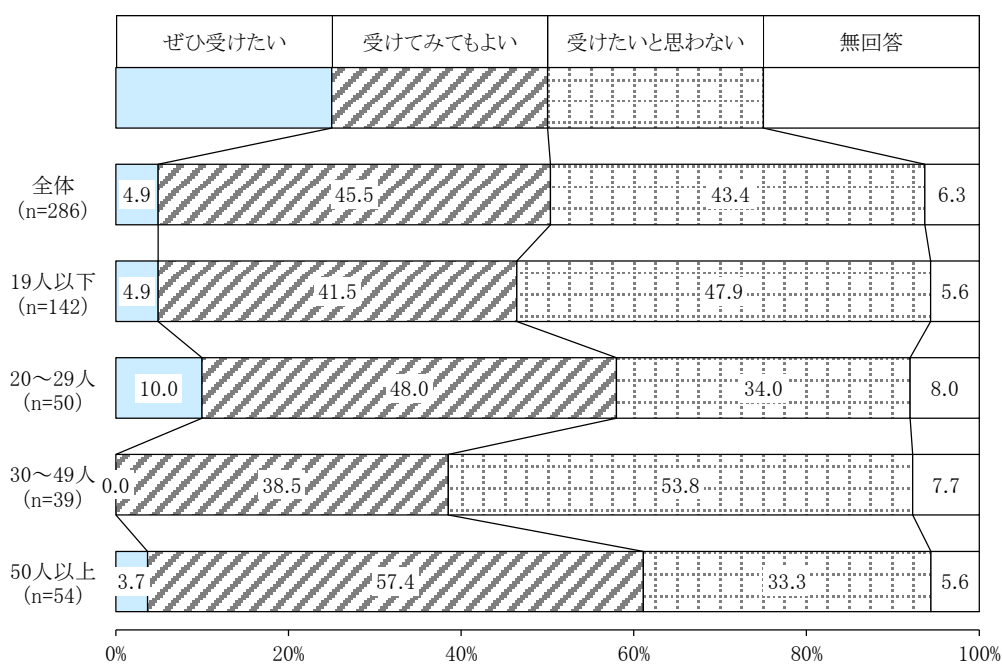 ぜひ受けたい 受けてみてもよい 受けたいと思わない 無回答
全体
(n=286)
4.9 45.5 43.4 6.3
19人以下
(n=142)
4.9 41.5 47.9 5.6
20～29人
(n=50)
10.0 48.0 34.0 8.0
30～49人
(n=39)
0.0 38.5 53.8 7.7
50人以上
(n=54)
3.7 57.4 33.3 5.6
0% 20% 40% 60% 80% 100%